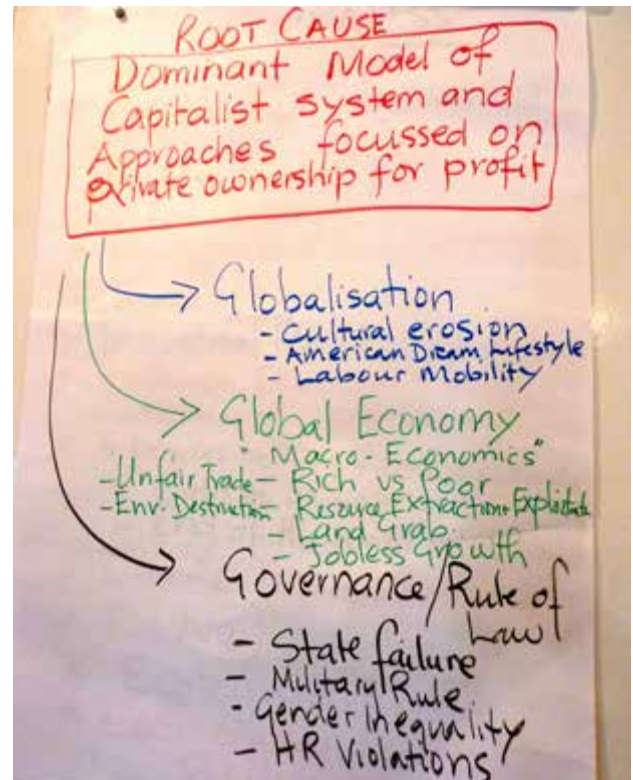 ROOT CAUSE
Dominant Model of
Capitalist system and
Approaches focussed on
private ownership for profit
Globalisation
- Cultural erosion
- American Dream Lifestyle
- Labour Mobility
Global Economy
"Macro-Economics"
- Unfair Trade - Rich vs Poor
- Env. Destruction - Resource Extraction+
- Land Grab
- Jobless Growth
Governance/Rule of
Law
- State failure
- Military Rule
- Gender Inequality
- HR Violations